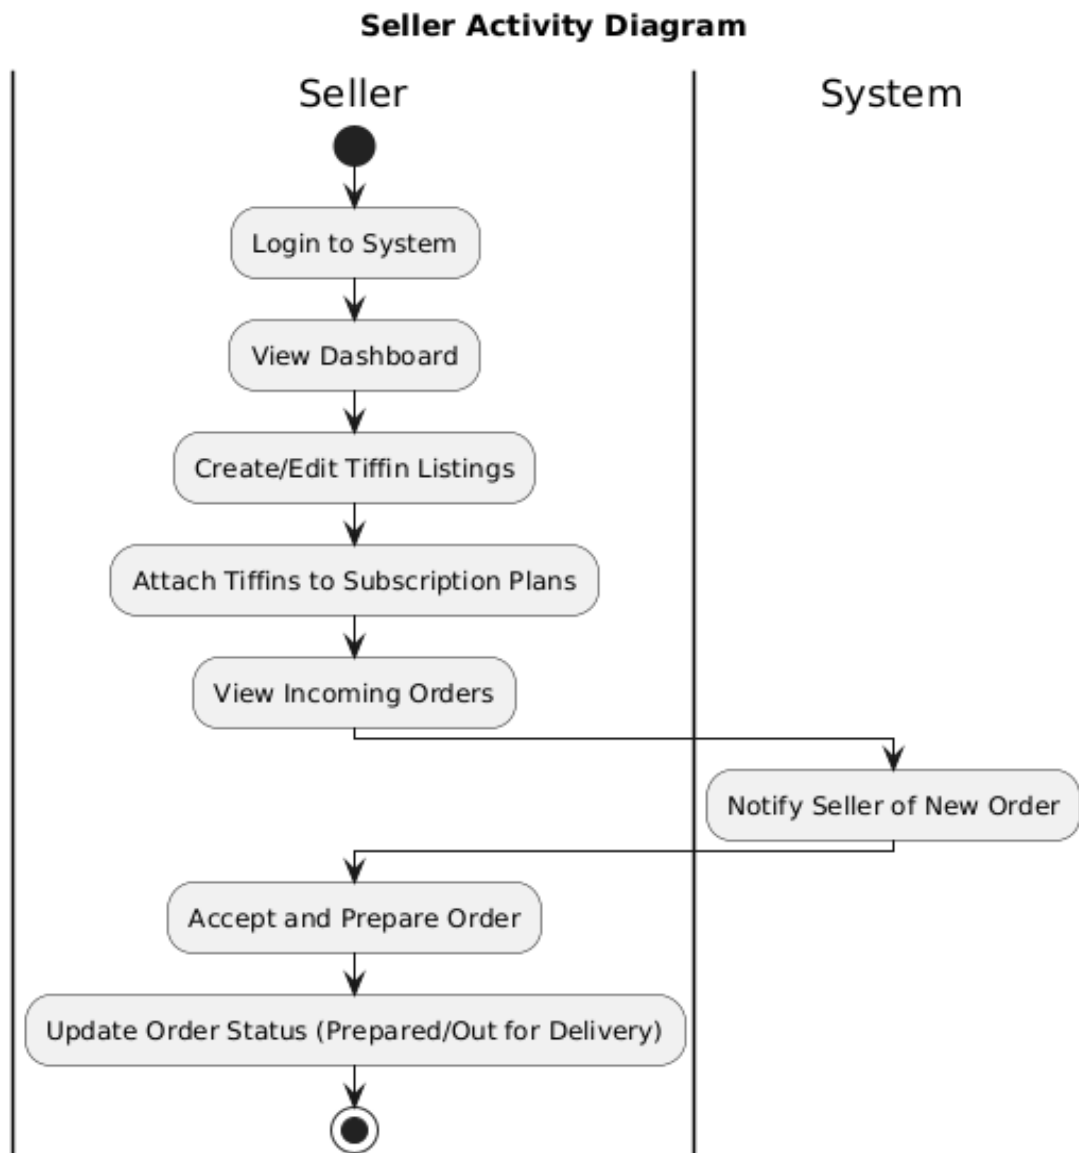 Seller Activity Diagram
Seller
System
Login to System
View Dashboard
Create/Edit Tiffin Listings
Attach Tiffins to Subscription Plans
View Incoming Orders
Notify Seller of New Order
Accept and Prepare Order
Update Order Status (Prepared/Out for Delivery)